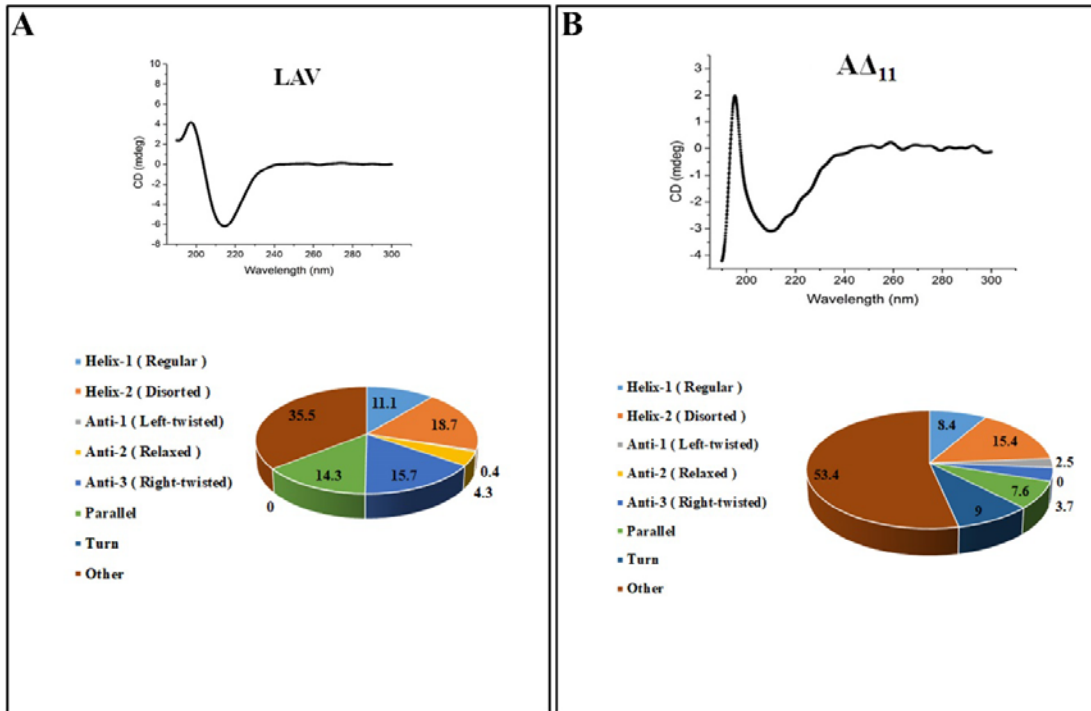 A
LAV
10
8
6
4
2
0
-2
-4
-6
-8
CD (mdeg)
200 220 240 260 280 300
Wavelength (nm)
Helix-1 ( Regular )
Helix-2 ( Disorted )
Anti-1 ( Left-twisted )
Anti-2 ( Relaxed )
Anti-3 ( Right-twisted)
Parallel
Turn
Other
11.1
18.7
0.4
4.3
15.7
14.3
0
35.5
B
AΔ11
3
2
1
0
-1
-2
-3
-4
CD (mdeg)
200 220 240 260 280 300
Wavelength (nm)
Helix-1 ( Regular )
Helix-2 ( Disorted )
Anti-1 ( Left-twisted)
Anti-2 ( Relaxed )
Anti-3 ( Right-twisted)
Parallel
Turn
Other
8.4
15.4
2.5
0
3.7
7.6
9
53.4